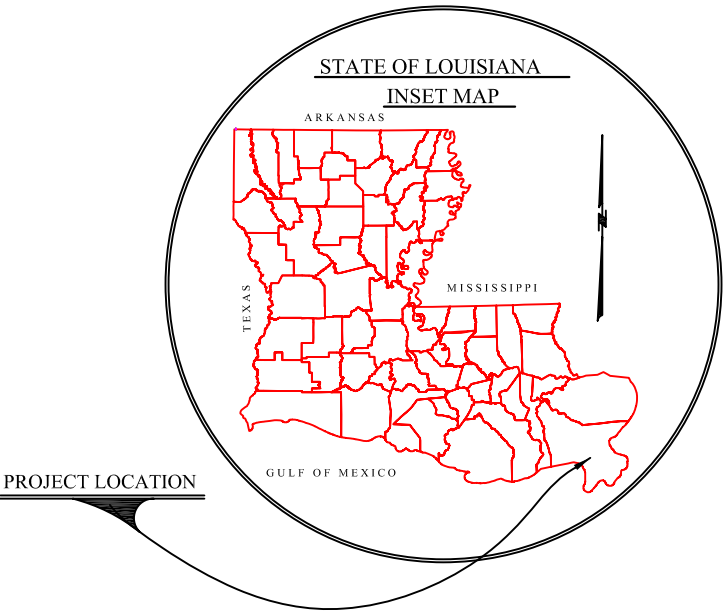 STATE OF LOUISIANA
INSET MAP
ARKANSAS
N
MISSISSIPPI
TEXAS
GULF OF MEXICO
PROJECT LOCATION